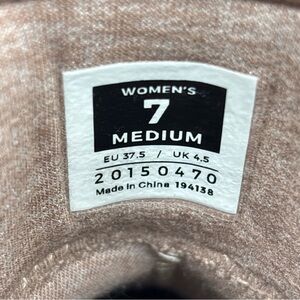 WOMEN'S
7
MEDIUM
EU 37.5 / UK 4.5
20150470
Made in China 194138